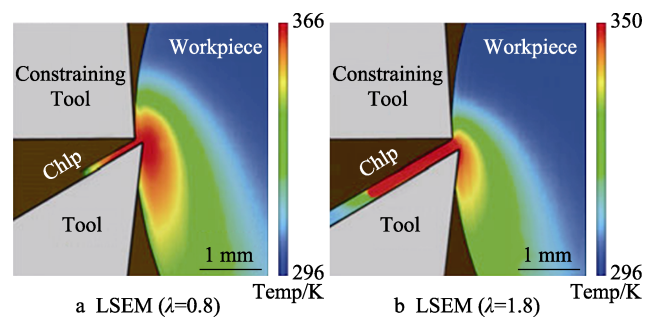 366
Workpiece
Constraining
Tool
Chlp
Tool
1 mm
296
Temp/K
a LSEM (λ=0.8)
350
Workpiece
Constraining
Tool
Chlp
Tool
1 mm
296
Temp/K
b LSEM (λ=1.8)